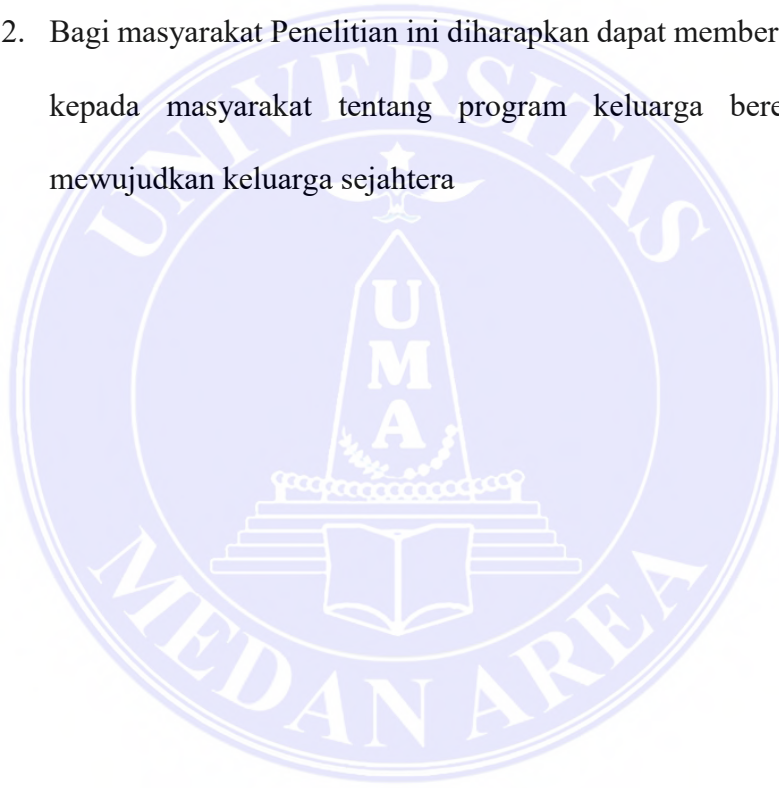 2. Bagi masyarakat Penelitian ini diharapkan dapat member
kepada masyarakat tentang program keluarga bere
mewujudkan keluarga sejahtera
UNIVERSITAS
UMA
MEDAN AREA